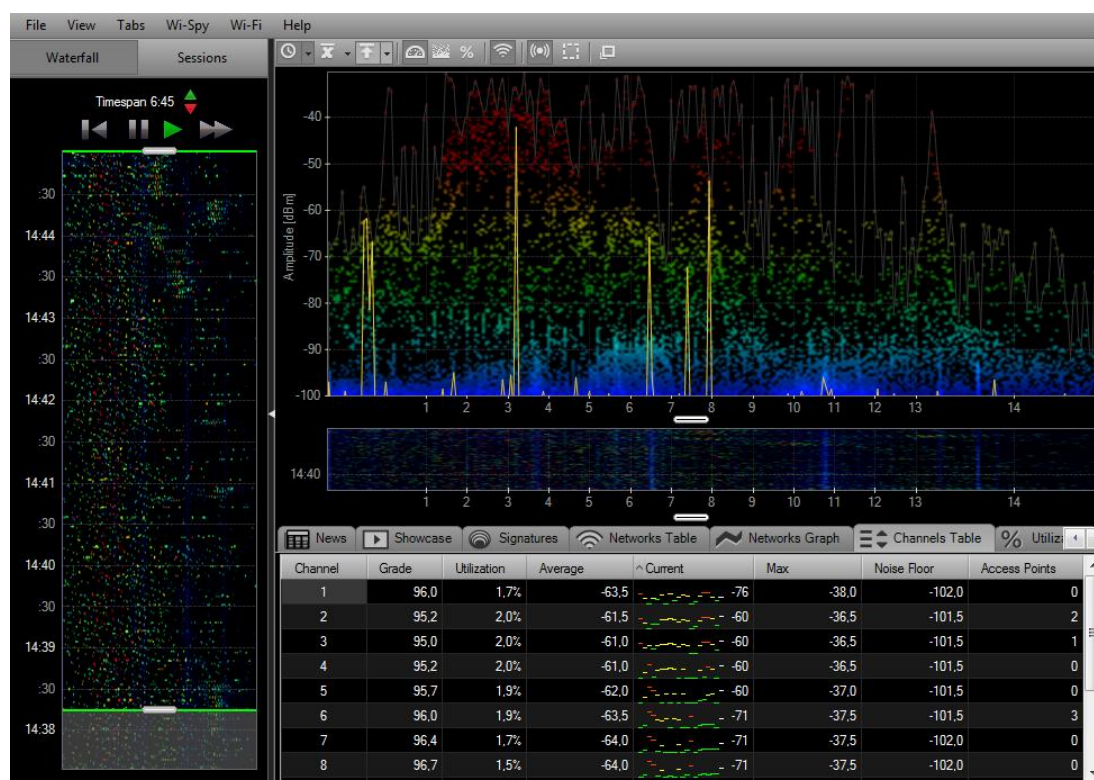 File View Tabs Wi-Spy Wi-Fi Help
Waterfall Sessions
Timespan 6:45
:30
14:44
:30
14:43
:30
14:42
:30
14:41
:30
14:40
:30
14:39
:30
14:38
%
Amplitude [dBm]
-40
-50
-60
-70
-80
-90
-100
1 2 3 4 5 6 7 8 9 10 11 12 13 14
14:40
1 2 3 4 5 6 7 8 9 10 11 12 13 14
News Showcase Signatures Networks Table Networks Graph Channels Table %
Channel Grade Utilization Average Current Max Noise Floor Access Points
1 96,0 1,7% -63,5 -76 -38,0 -102,0 0
2 95,2 2,0% -61,5 -60 -36,5 -101,5 2
3 95,0 2,0% -61,0 -60 -36,5 -101,5 1
4 95,2 2,0% -61,0 -60 -36,5 -101,5 0
5 95,7 1,9% -62,0 -60 -37,0 -101,5 0
6 96,0 1,9% -63,5 -71 -37,5 -101,5 3
7 96,4 1,7% -64,0 -71 -37,5 -102,0 0
8 96,7 1,5% -64,0 -71 -37,5 -102,0 0